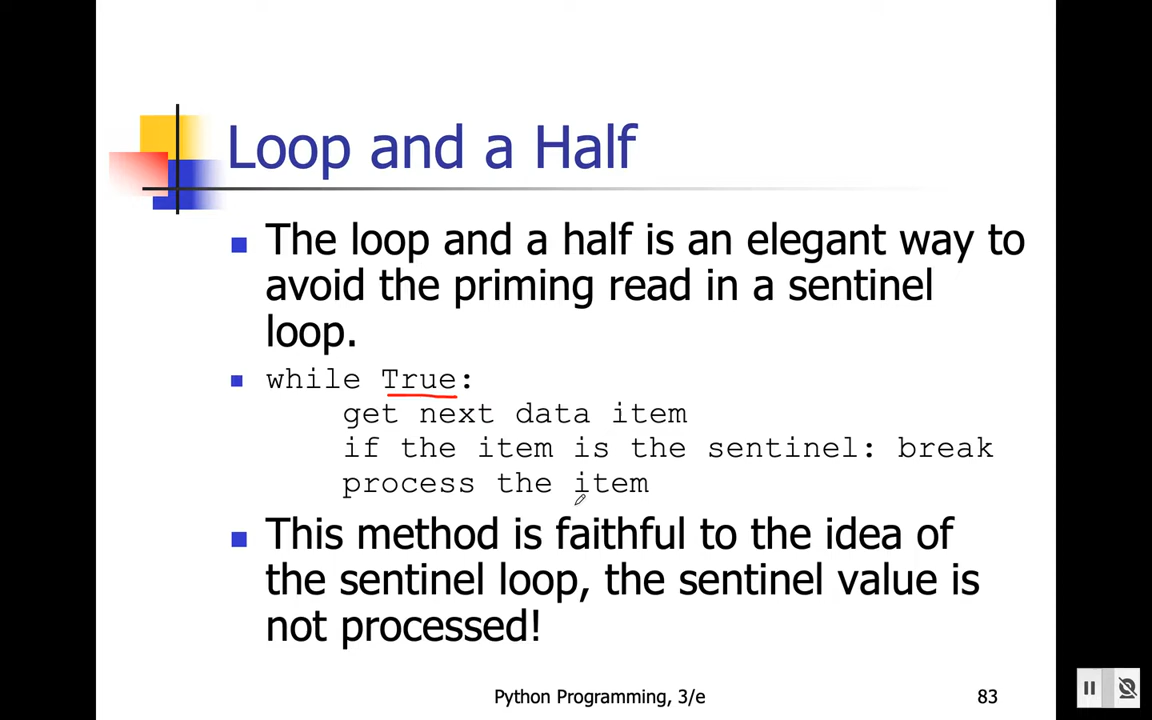 Loop and a Half
The loop and a half is an elegant way to
avoid the priming read in a sentinel
loop.
while True:
get next data item
if the item is the sentinel: break
process the item
This method is faithful to the idea of
the sentinel loop, the sentinel value is
not processed!
Python Programming, 3/e
83